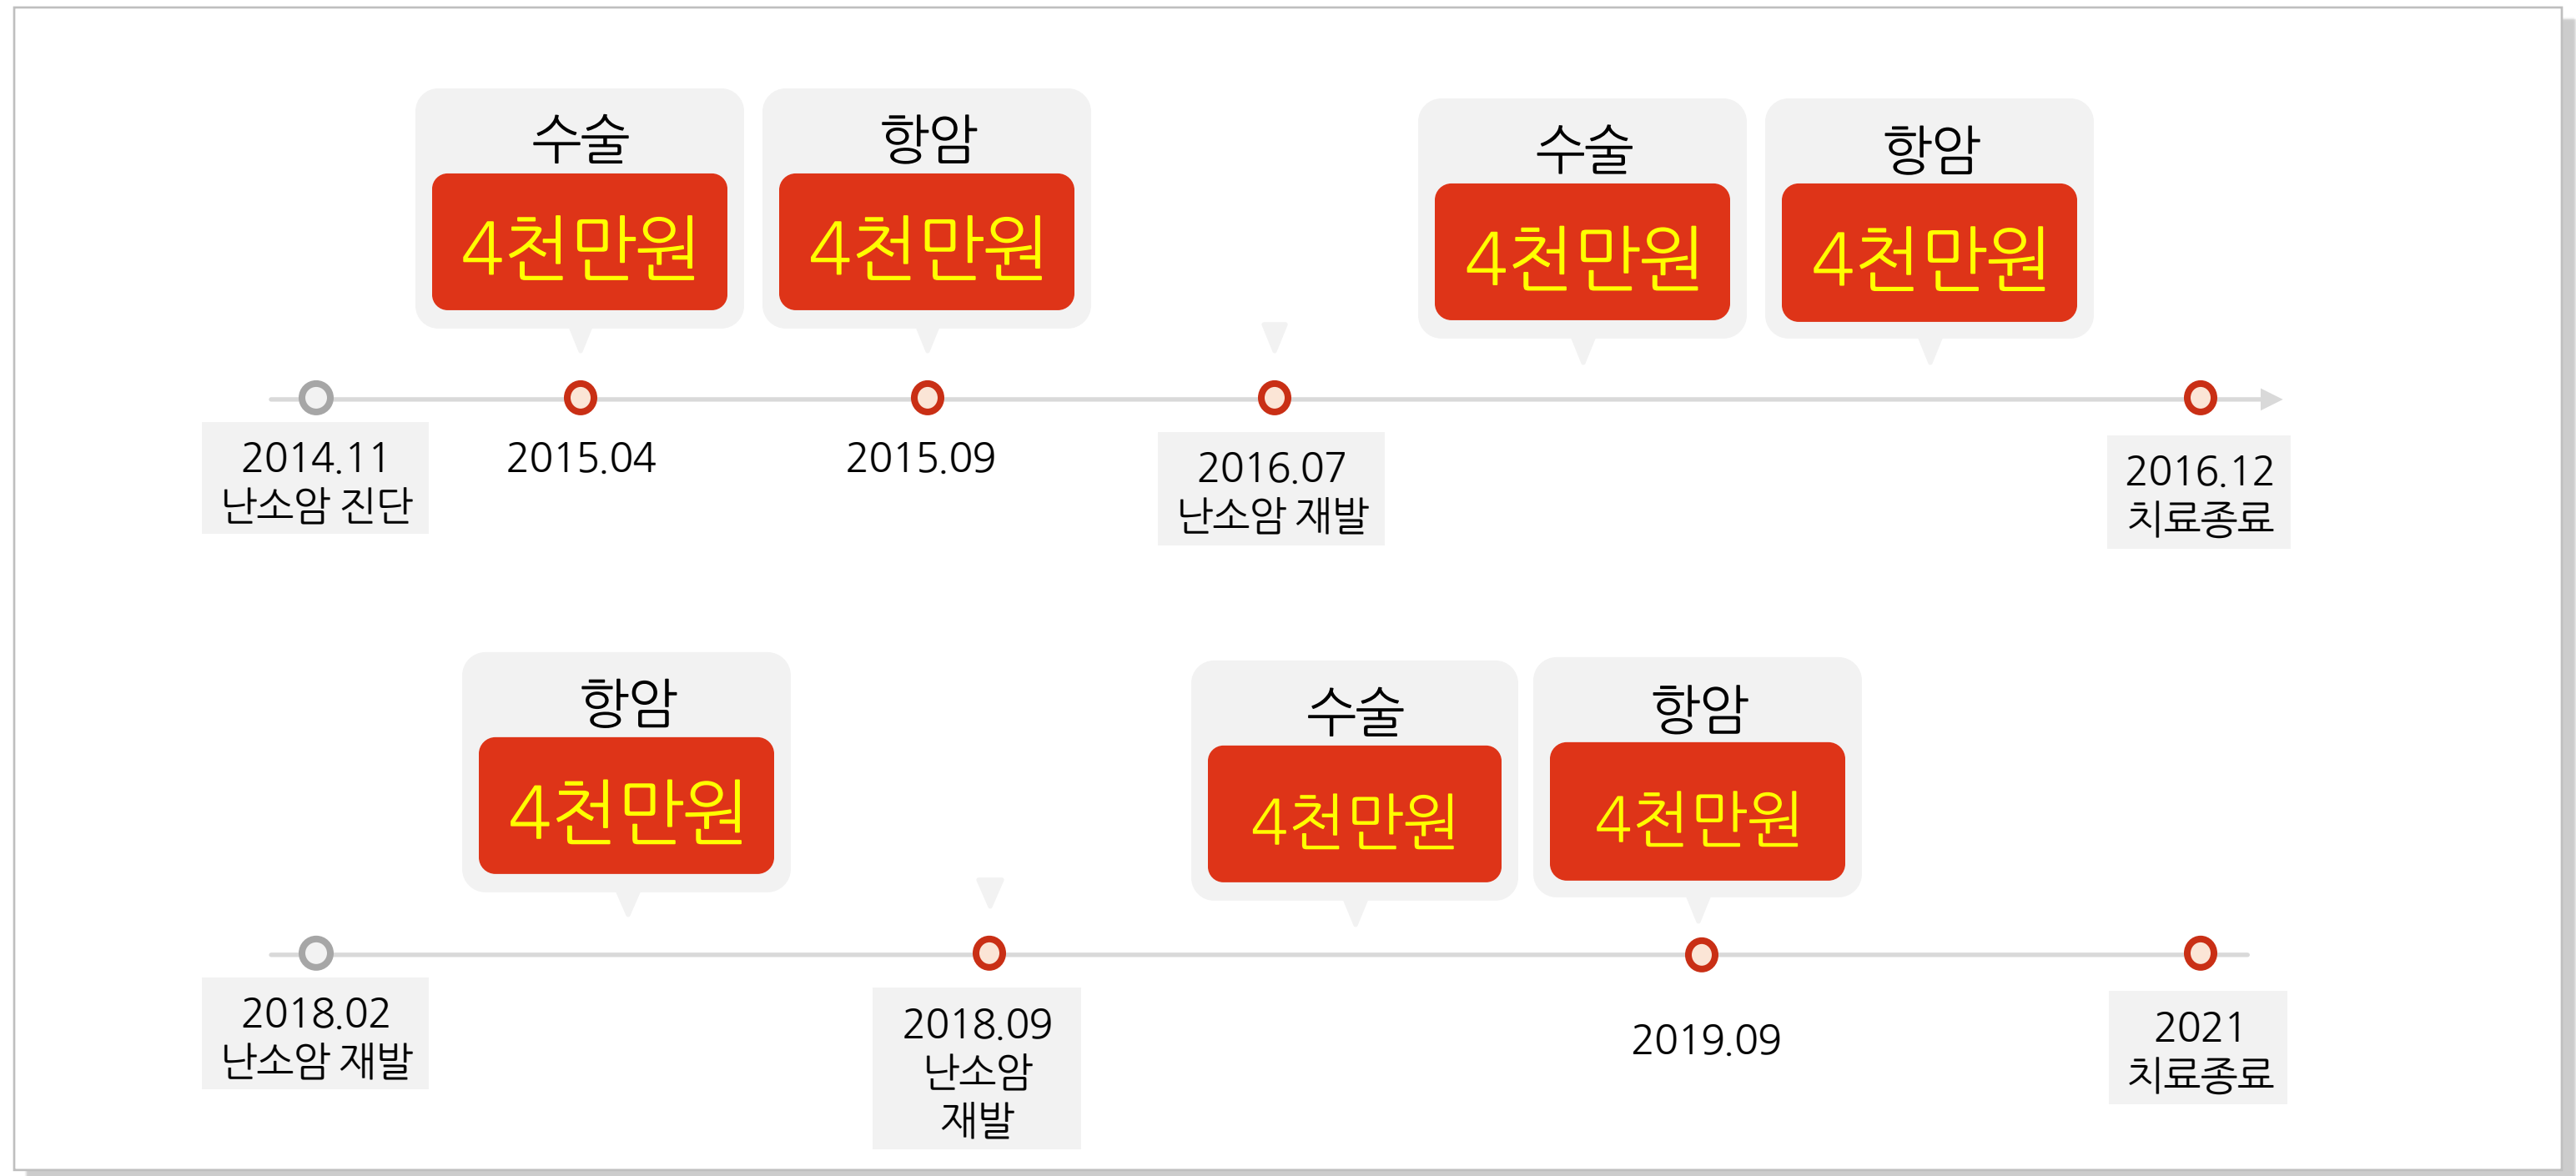 수술
4천만원
항암
4천만원
수술
4천만원
항암
4천만원
2014.11
난소암 진단
2015.04
2015.09
2016.07
난소암 재발
2016.12
치료종료
항암
4천만원
수술
4천만원
항암
4천만원
2018.02
난소암 재발
2018.09
난소암
재발
2019.09
2021
치료종료